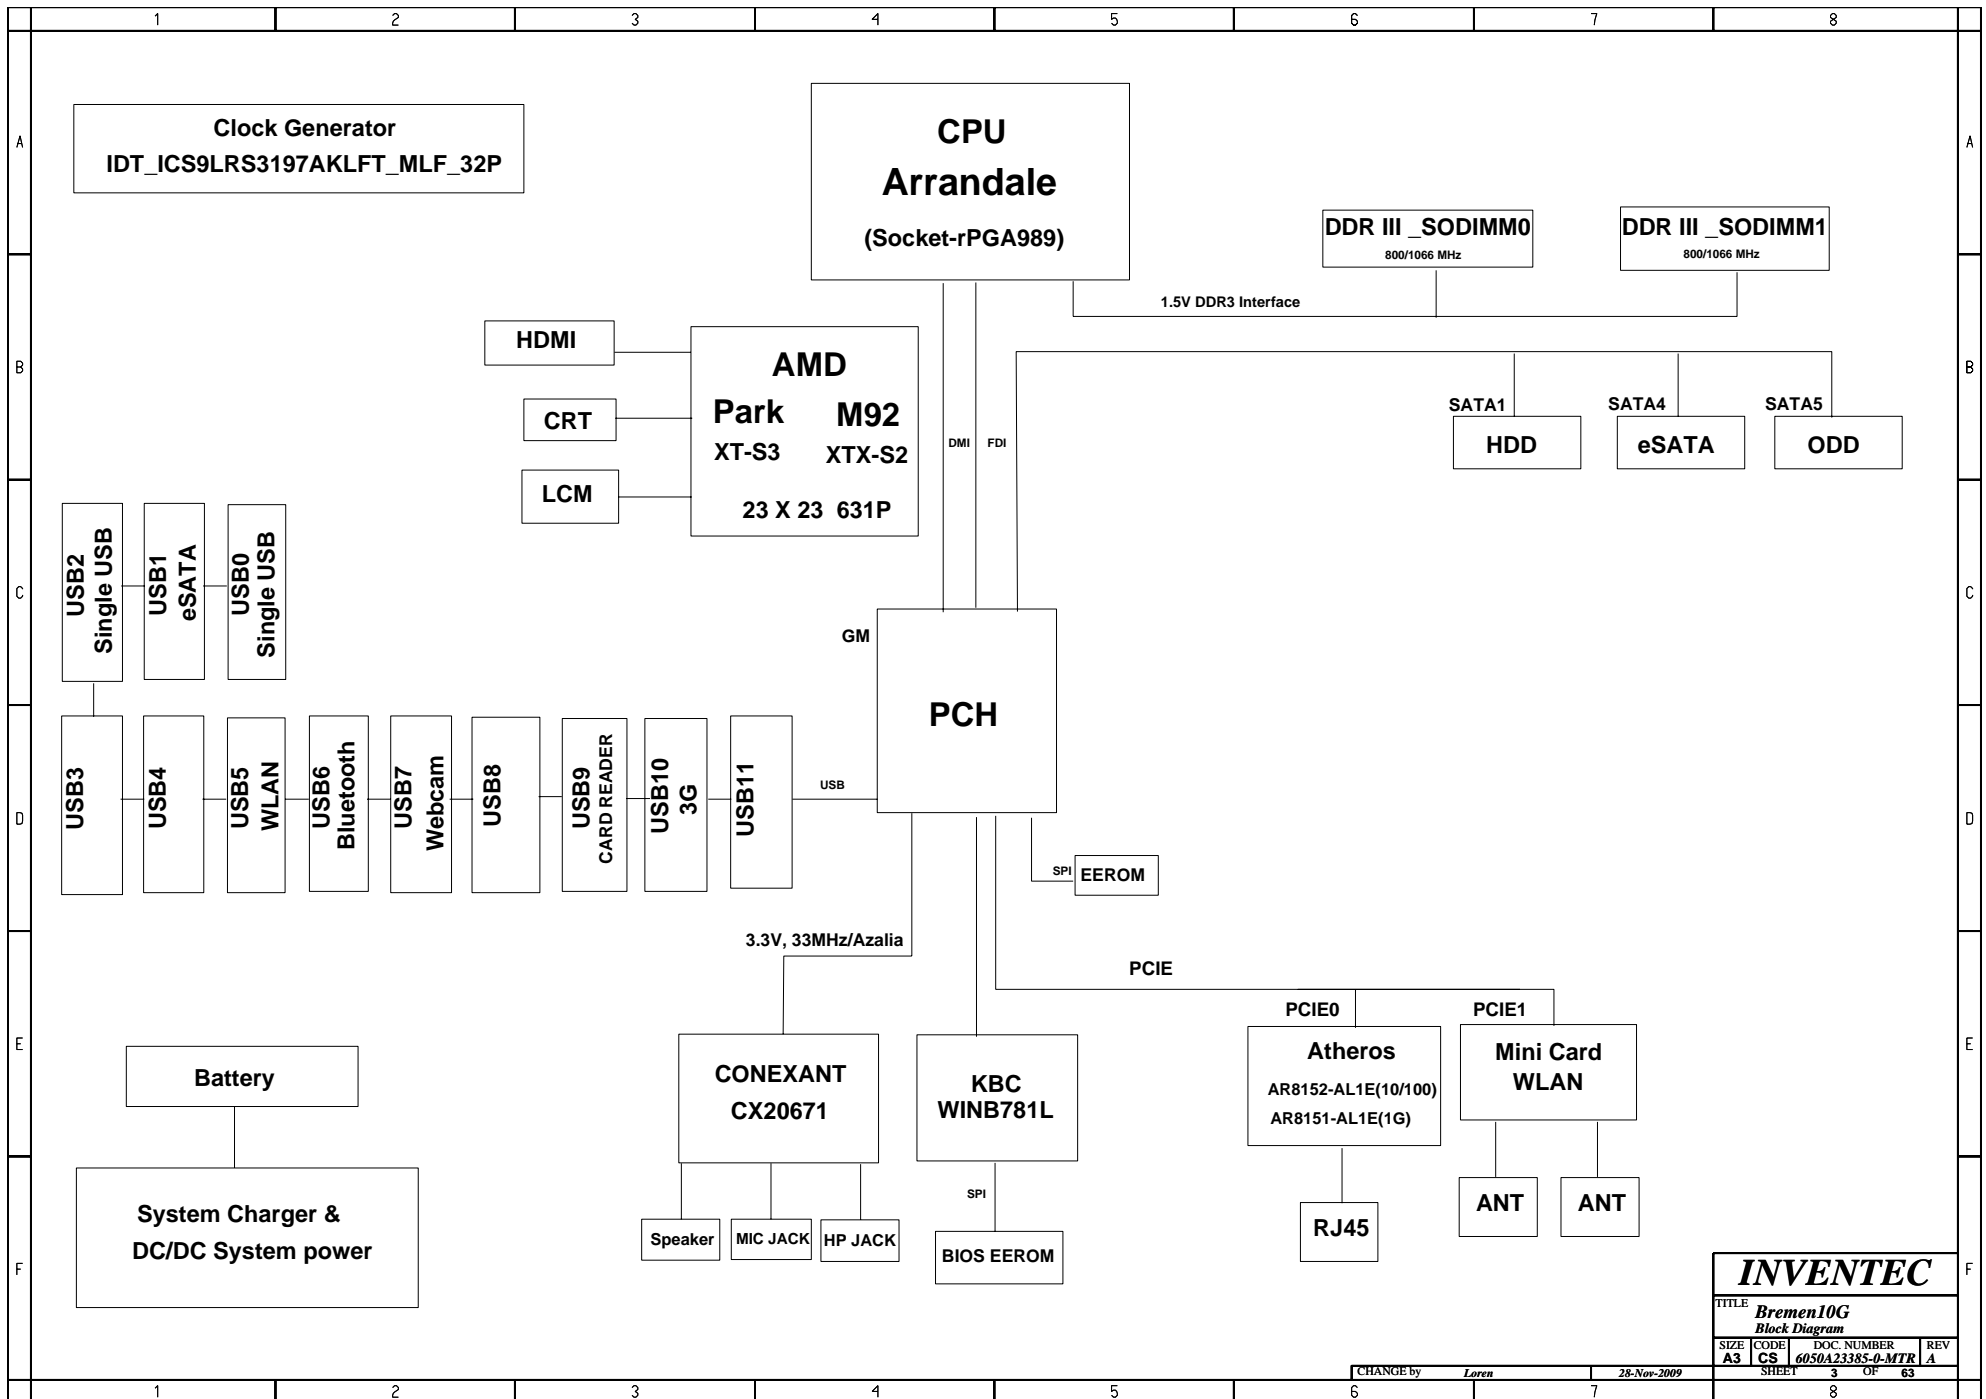 1 2 3 4 5 6 7 8
A
Clock Generator
IDT_ICS9LRS3197AKLFT_MLF_32P
CPU
Arrandale
(Socket-rPGA989)
DDR III _SODIMM0
800/1066 MHz
DDR III _SODIMM1
800/1066 MHz
A
1.5V DDR3 Interface
B
HDMI
CRT
LCM
AMD
Park M92
XT-S3 XTX-S2
23 X 23 631P
DMI
FDI
SATA1
HDD
SATA4
eSATA
SATA5
ODD
B
C
USB2
Single USB
USB1
eSATA
USB0
Single USB
GM
PCH
C
D
USB3
USB4
USB5
WLAN
USB6
Bluetooth
USB7
Webcam
USB8
USB9
CARD READER
USB10
3G
USB11
USB
SPI
EEROM
D
3.3V, 33MHz/Azalia
PCIE
E
Battery
CONEXANT
CX20671
KBC
WINB781L
PCIE0
Atheros
AR8152-AL1E(10/100)
AR8151-AL1E(1G)
PCIE1
Mini Card
WLAN
E
F
System Charger &
DC/DC System power
Speaker
MIC JACK
HP JACK
SPI
BIOS EEROM
RJ45
ANT
ANT
F
INVENTEC
TITLE
Bremen10G
Block Diagram
SIZE CODE DOC. NUMBER REV
A3 CS 6050A23385-0-MTR A
CHANGE by Loren 28-Nov-2009 SHEET 3 OF 63
1 2 3 4 5 6 7 8